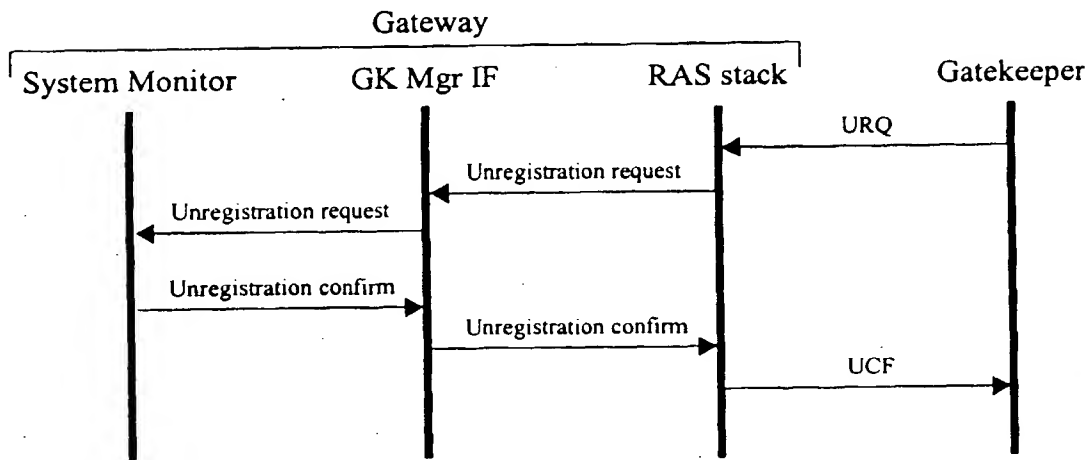 Gateway
System Monitor
GK Mgr IF
RAS stack
Gatekeeper
URQ
Unregistration request
Unregistration request
Unregistration confirm
Unregistration confirm
UCF